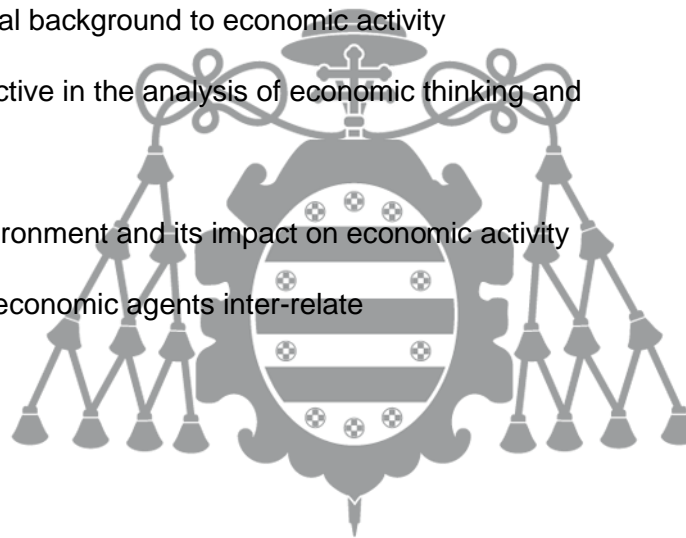 al background to economic activity
ctive in the analysis of economic thinking and
ronment and its impact on economic activity
economic agents inter-relate